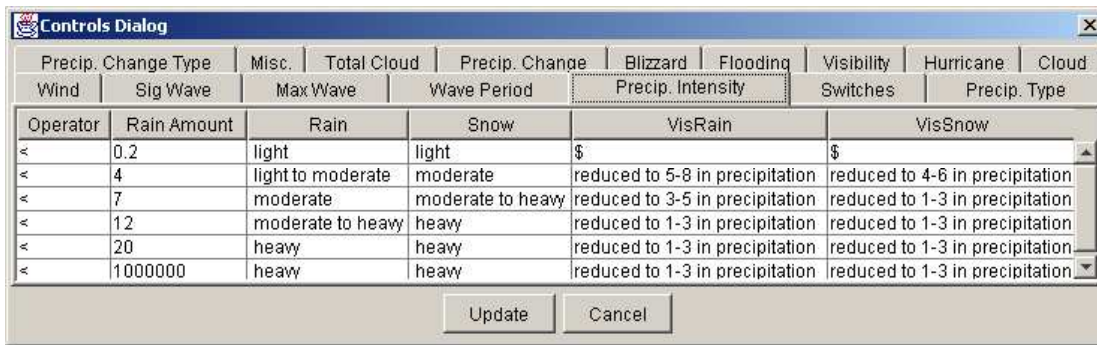 Controls Dialog
Precip. Change Type Misc. Total Cloud Precip. Change Blizzard Flooding Visibility Hurricane Cloud
Wind Sig Wave Max Wave Wave Period Precip. Intensity Switches Precip. Type
Operator Rain Amount Rain Snow VisRain VisSnow
< 0.2 light light $ $
< 4 light to moderate moderate reduced to 5-8 in precipitation reduced to 4-6 in precipitation
< 7 moderate moderate to heavy reduced to 3-5 in precipitation reduced to 1-3 in precipitation
< 12 moderate to heavy heavy reduced to 1-3 in precipitation reduced to 1-3 in precipitation
< 20 heavy heavy reduced to 1-3 in precipitation reduced to 1-3 in precipitation
< 1000000 heavy heavy reduced to 1-3 in precipitation reduced to 1-3 in precipitation
Update Cancel